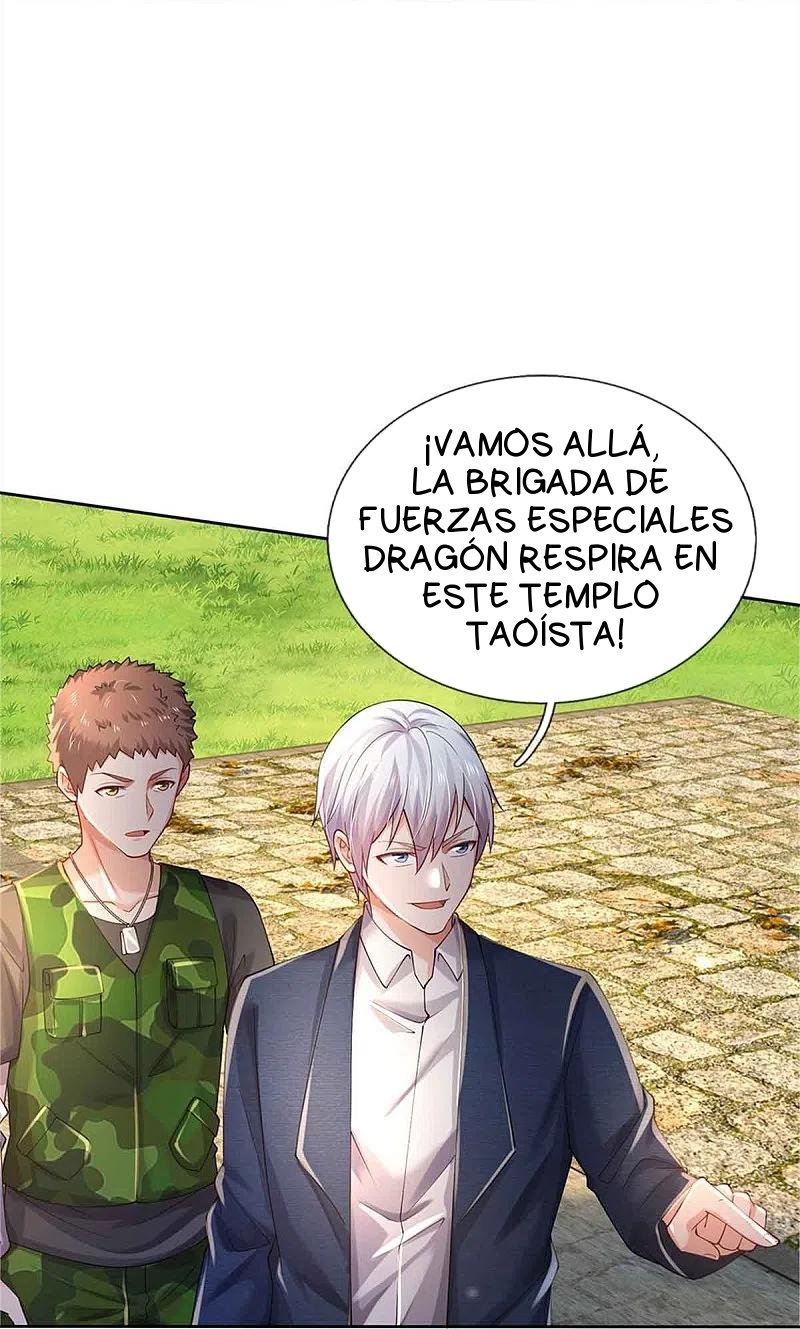 ¡VAMOS ALLÁ,
LA BRIGADA DE
FUERZAS ESPECIALES
DRAGÓN RESPIRA EN
ESTE TEMPLO
TAOÍSTA!